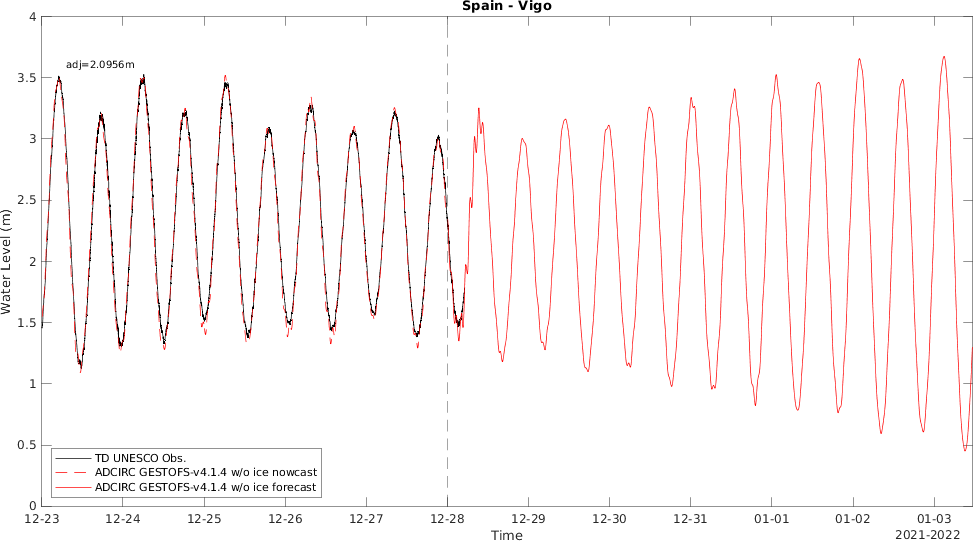 Spain - Vigo
adj=2.0956m
Water Level (m)
4
3.5
3
2.5
2
1.5
1
0.5
0
TD UNESCO Obs.
ADCIRC GESTOFS-v4.1.4 w/o ice nowcast
ADCIRC GESTOFS-v4.1.4 w/o ice forecast
12-23 12-24 12-25 12-26 12-27 12-28 12-29 12-30 12-31 01-01 01-02 01-03
Time
2021-2022